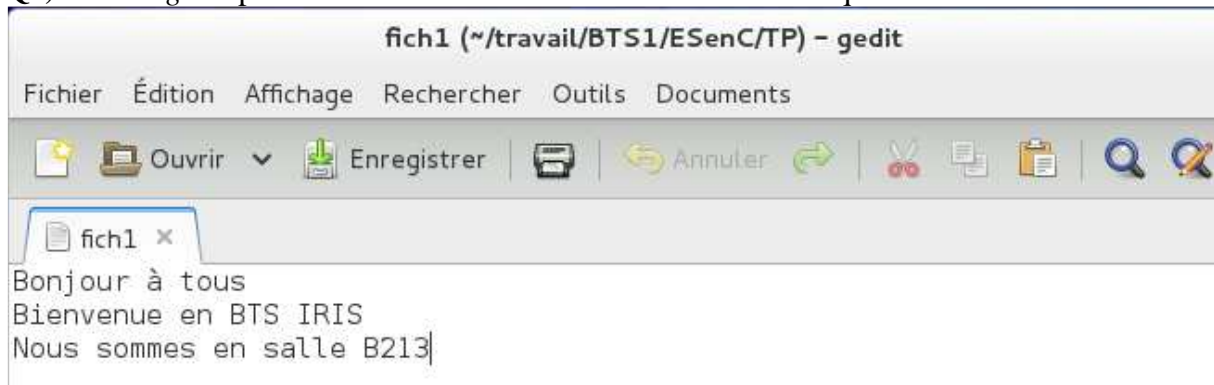 fich1 (~/travail/BTS1/ESenC/TP) – gedit
Fichier Édition Affichage Rechercher Outils Documents
Ouvrir Enregistrer Annuler
fich1 ×
Bonjour à tous
Bienvenue en BTS IRIS
Nous sommes en salle B213